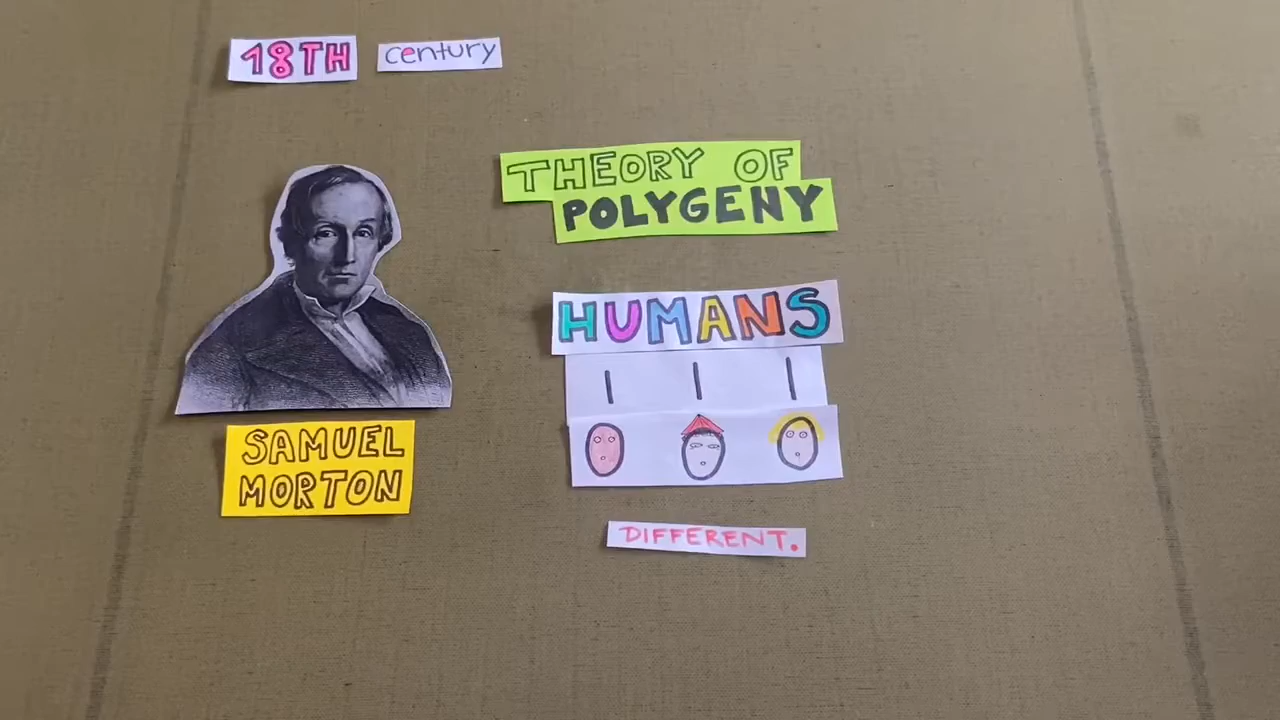 18TH century
THEORY OF
POLYGENY
HUMANS
SAMUEL
MORTON
DIFFERENT.